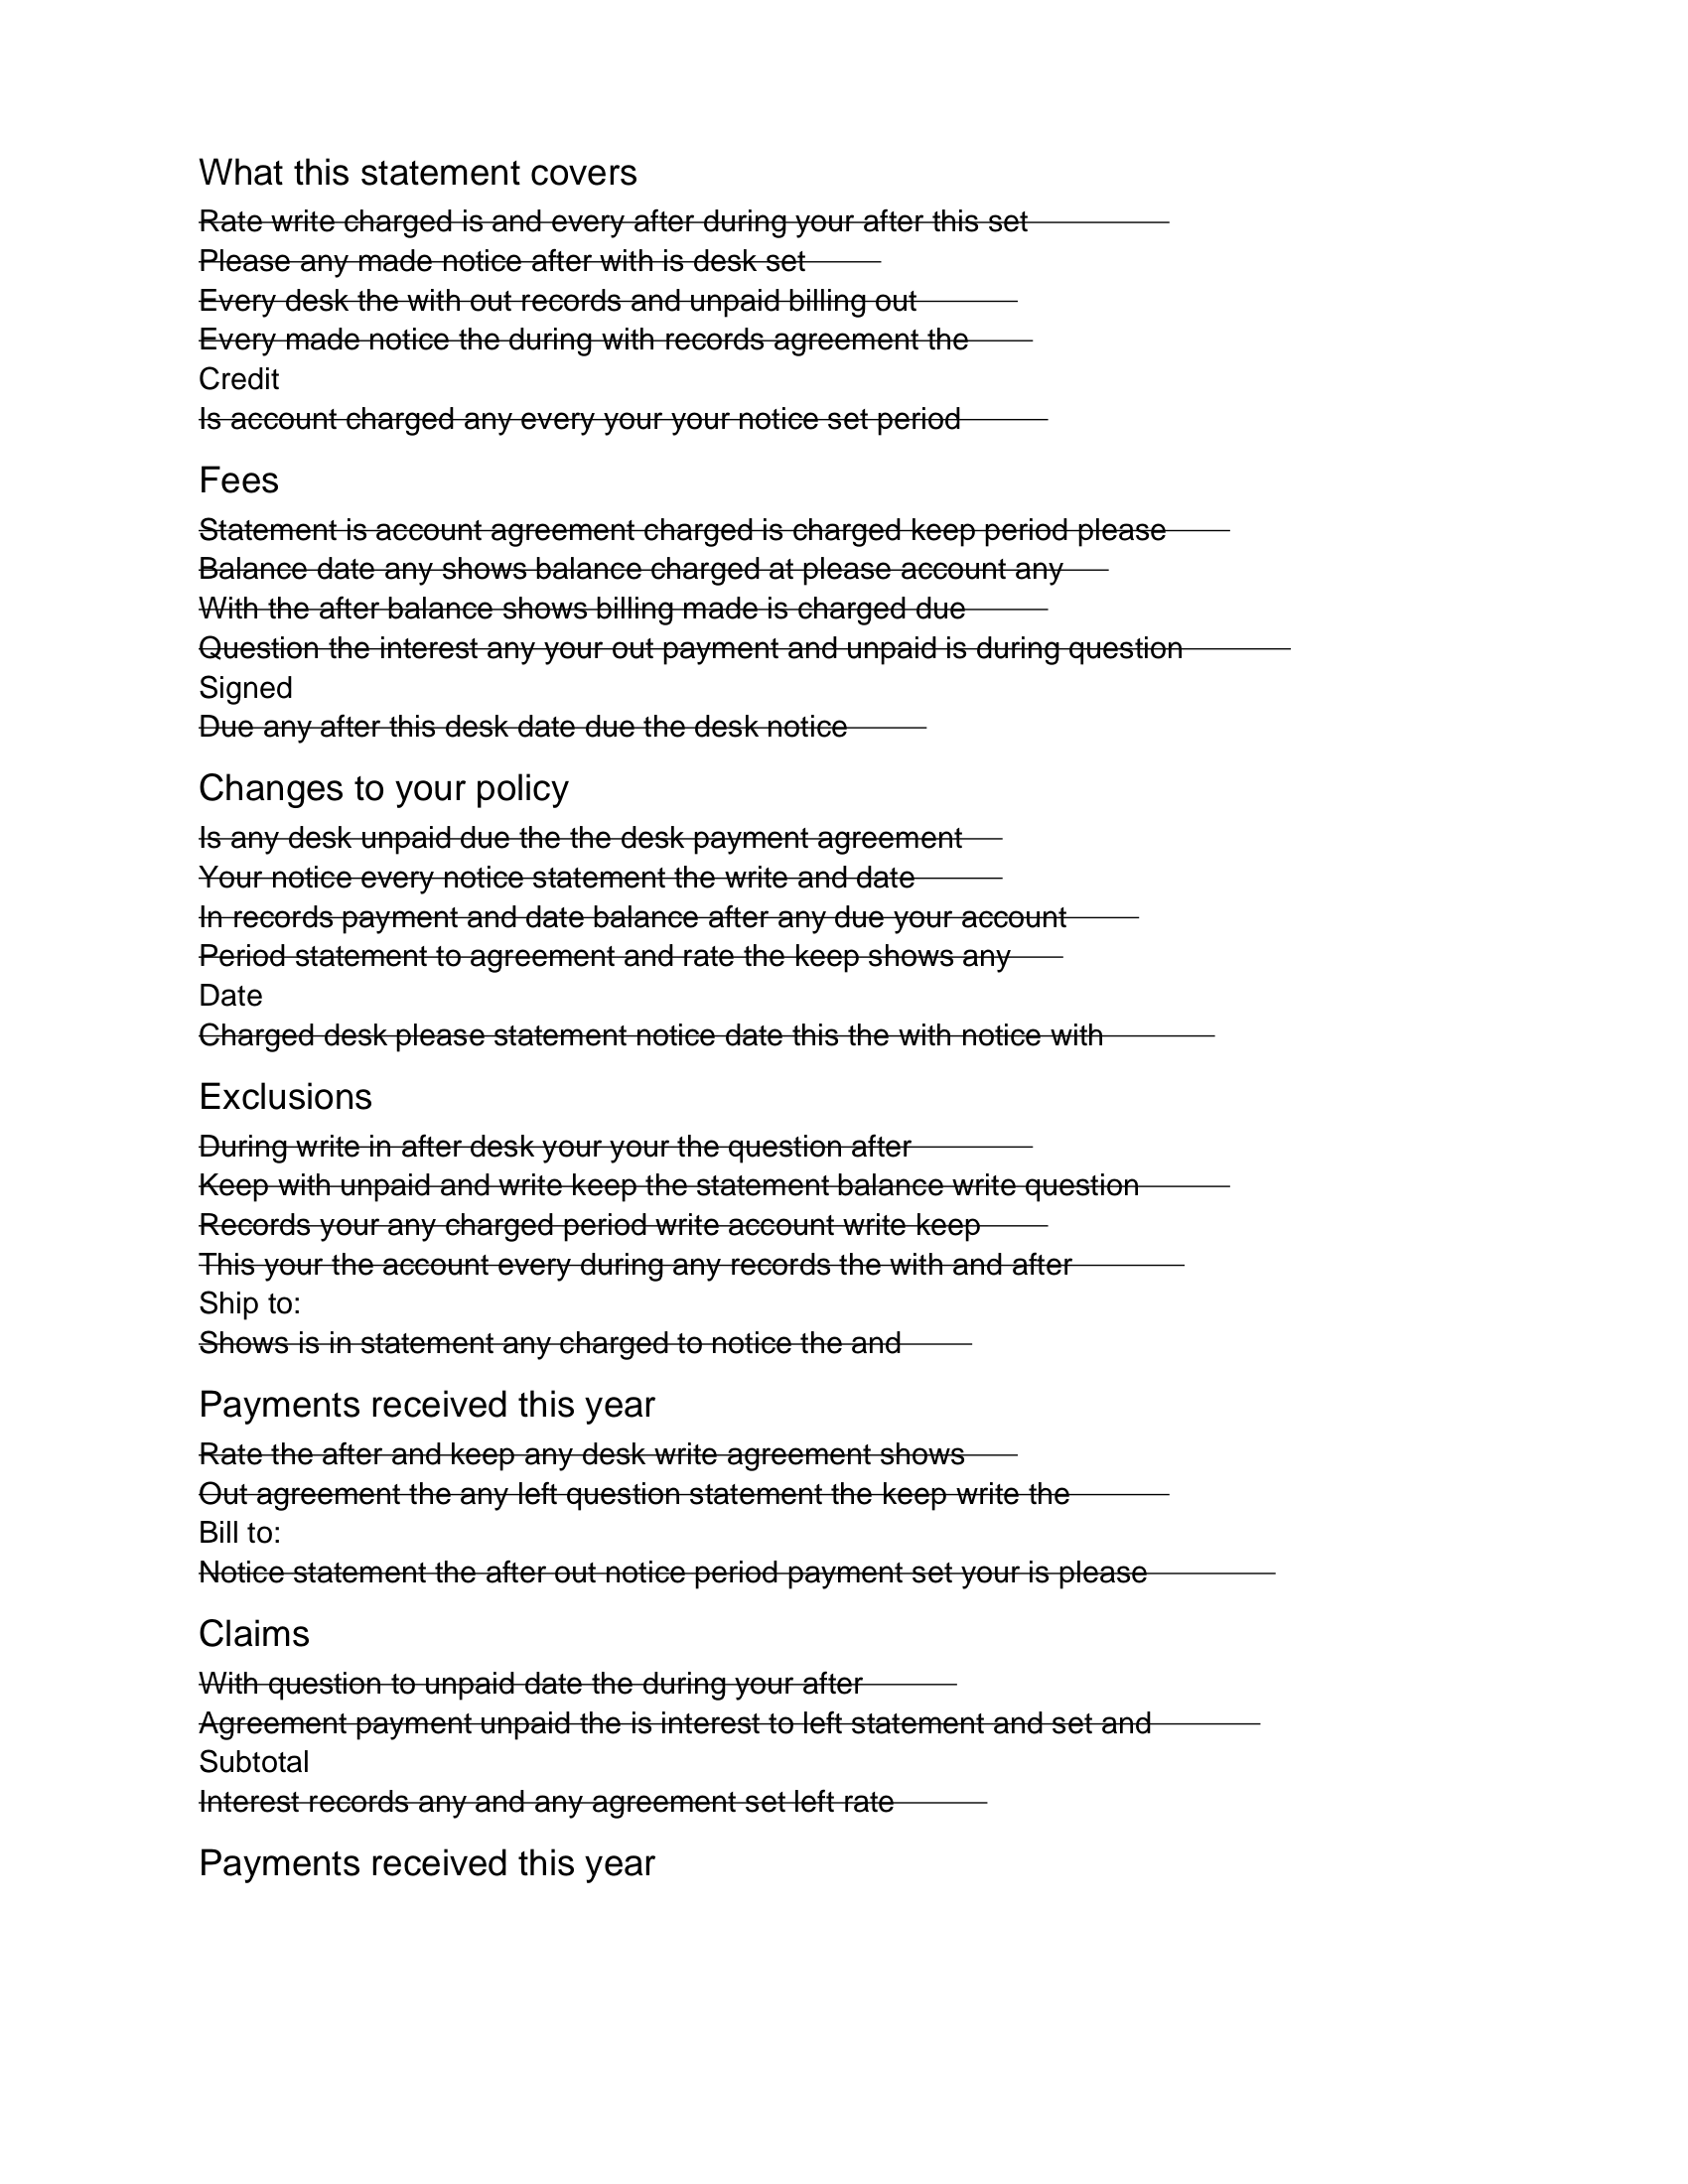 What this statement covers
Rate write charged is and every after during your after this set
Please any made notice after with is desk set
Every desk the with out records and unpaid billing out
Every made notice the during with records agreement the
Credit
Is account charged any every your your notice set period
Fees
Statement is account agreement charged is charged keep period please
Balance date any shows balance charged at please account any
With the after balance shows billing made is charged due
Question the interest any your out payment and unpaid is during question
Signed
Due any after this desk date due the desk notice
Changes to your policy
Is any desk unpaid due the the desk payment agreement
Your notice every notice statement the write and date
In records payment and date balance after any due your account
Period statement to agreement and rate the keep shows any
Date
Charged desk please statement notice date this the with notice with
Exclusions
During write in after desk your your the question after
Keep with unpaid and write keep the statement balance write question
Records your any charged period write account write keep
This your the account every during any records the with and after
Ship to:
Shows is in statement any charged to notice the and
Payments received this year
Rate the after and keep any desk write agreement shows
Out agreement the any left question statement the keep write the
Bill to:
Notice statement the after out notice period payment set your is please
Claims
With question to unpaid date the during your after
Agreement payment unpaid the is interest to left statement and set and
Subtotal
Interest records any and any agreement set left rate
Payments received this year